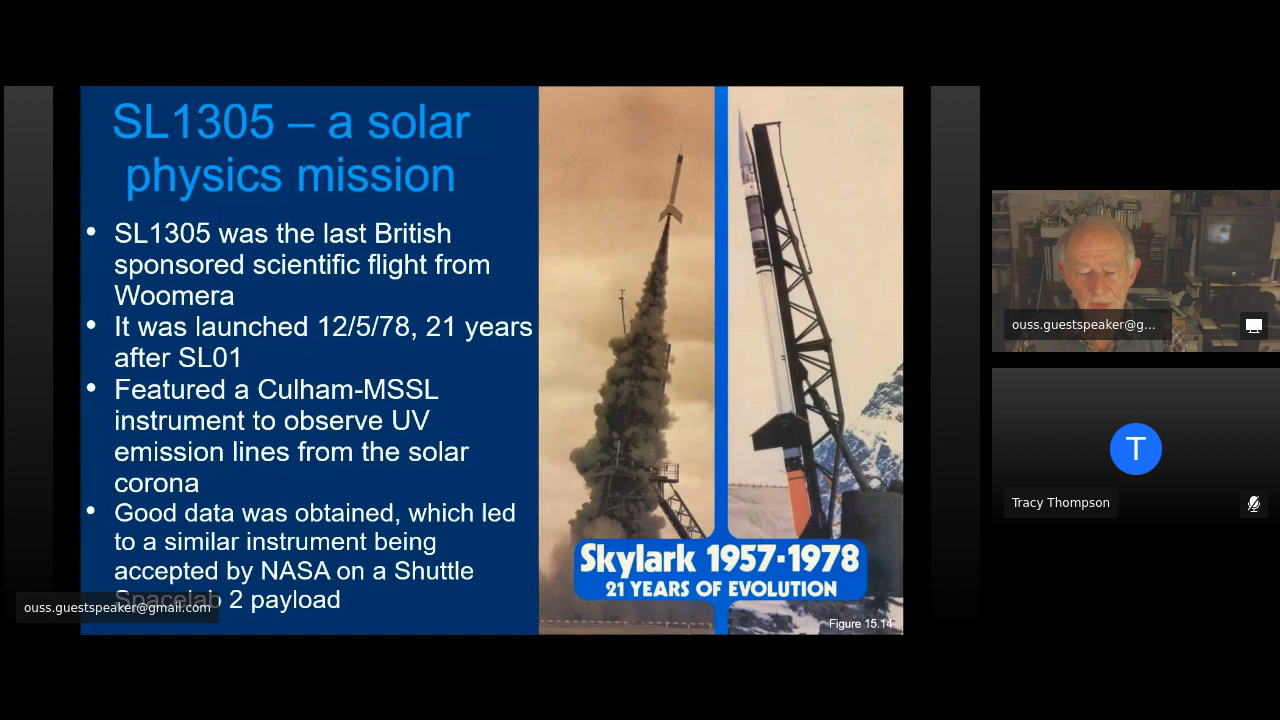 SL1305 – a solar
physics mission
• SL1305 was the last British
sponsored scientific flight from
Woomera
• It was launched 12/5/78, 21 years
after SL01
• Featured a Culham-MSSL
instrument to observe UV
emission lines from the solar
corona
• Good data was obtained, which led
to a similar instrument being
accepted by NASA on a Shuttle
Spacelab 2 payload
ouss.guestspeaker@gmail.com
Skylark 1957-1978
21 YEARS OF EVOLUTION
Figure 15.14
ouss.guestspeaker@g...
T
Tracy Thompson